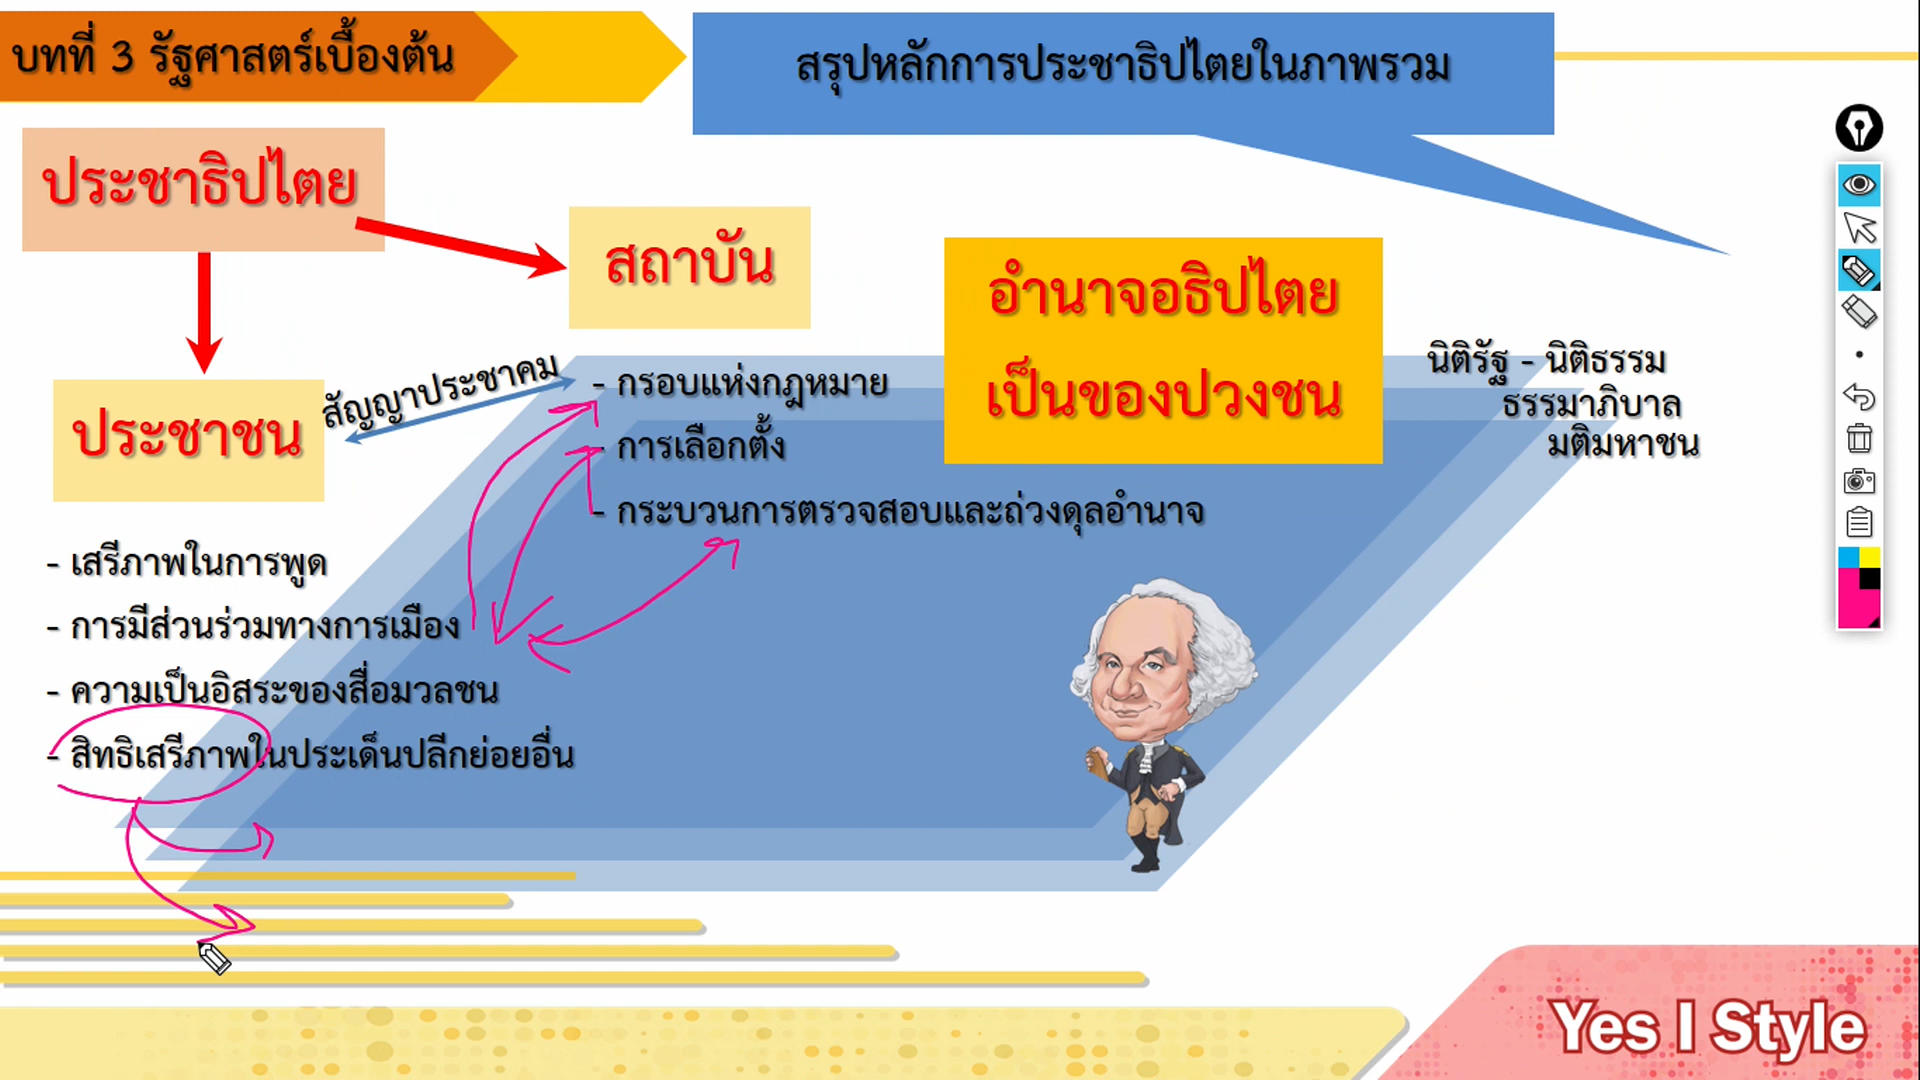 บทที่ 3 รัฐศาสตร์เบื้องต้น
สรุปหลักการประชาธิปไตยในภาพรวม
ประชาธิปไตย
สถาบัน
อำนาจอธิปไตย
เป็นของปวงชน
นิติรัฐ - นิติธรรม
ธรรมาภิบาล
มติมหาชน
สัญญาประชาคม
ประชาชน
- กรอบแห่งกฎหมาย
- การเลือกตั้ง
- กระบวนการตรวจสอบและถ่วงดุลอำนาจ
- เสรีภาพในการพูด
- การมีส่วนร่วมทางการเมือง
- ความเป็นอิสระของสื่อมวลชน
- สิทธิเสรีภาพในประเด็นปลีกย่อยอื่น
Yes I Style